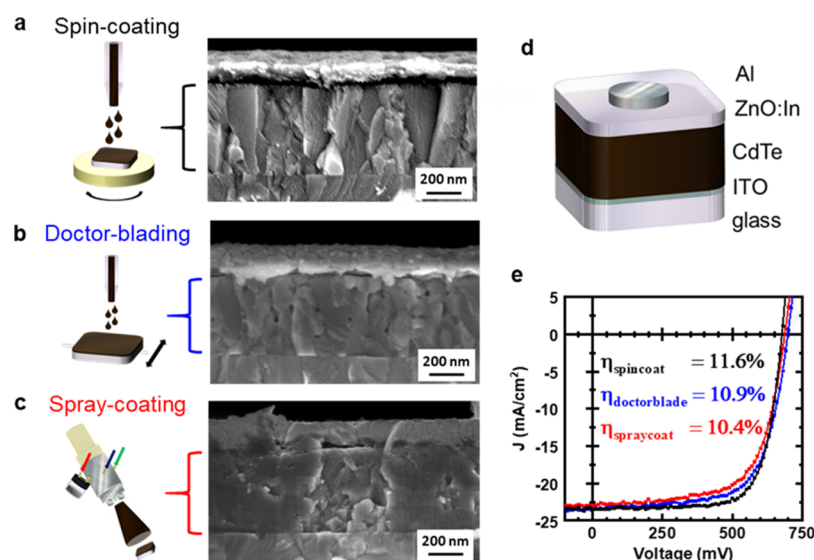 a
Spin-coating
200 nm
b
Doctor-blading
200 nm
c
Spray-coating
200 nm
d
Al
ZnO:In
CdTe
ITO
glass
e
5
0
-5
-10
-15
-20
-25
J (mA/cm²)
ηspincoat = 11.6%
ηdoctorblade = 10.9%
ηspraycoat = 10.4%
0 250 500 750
Voltage (mV)